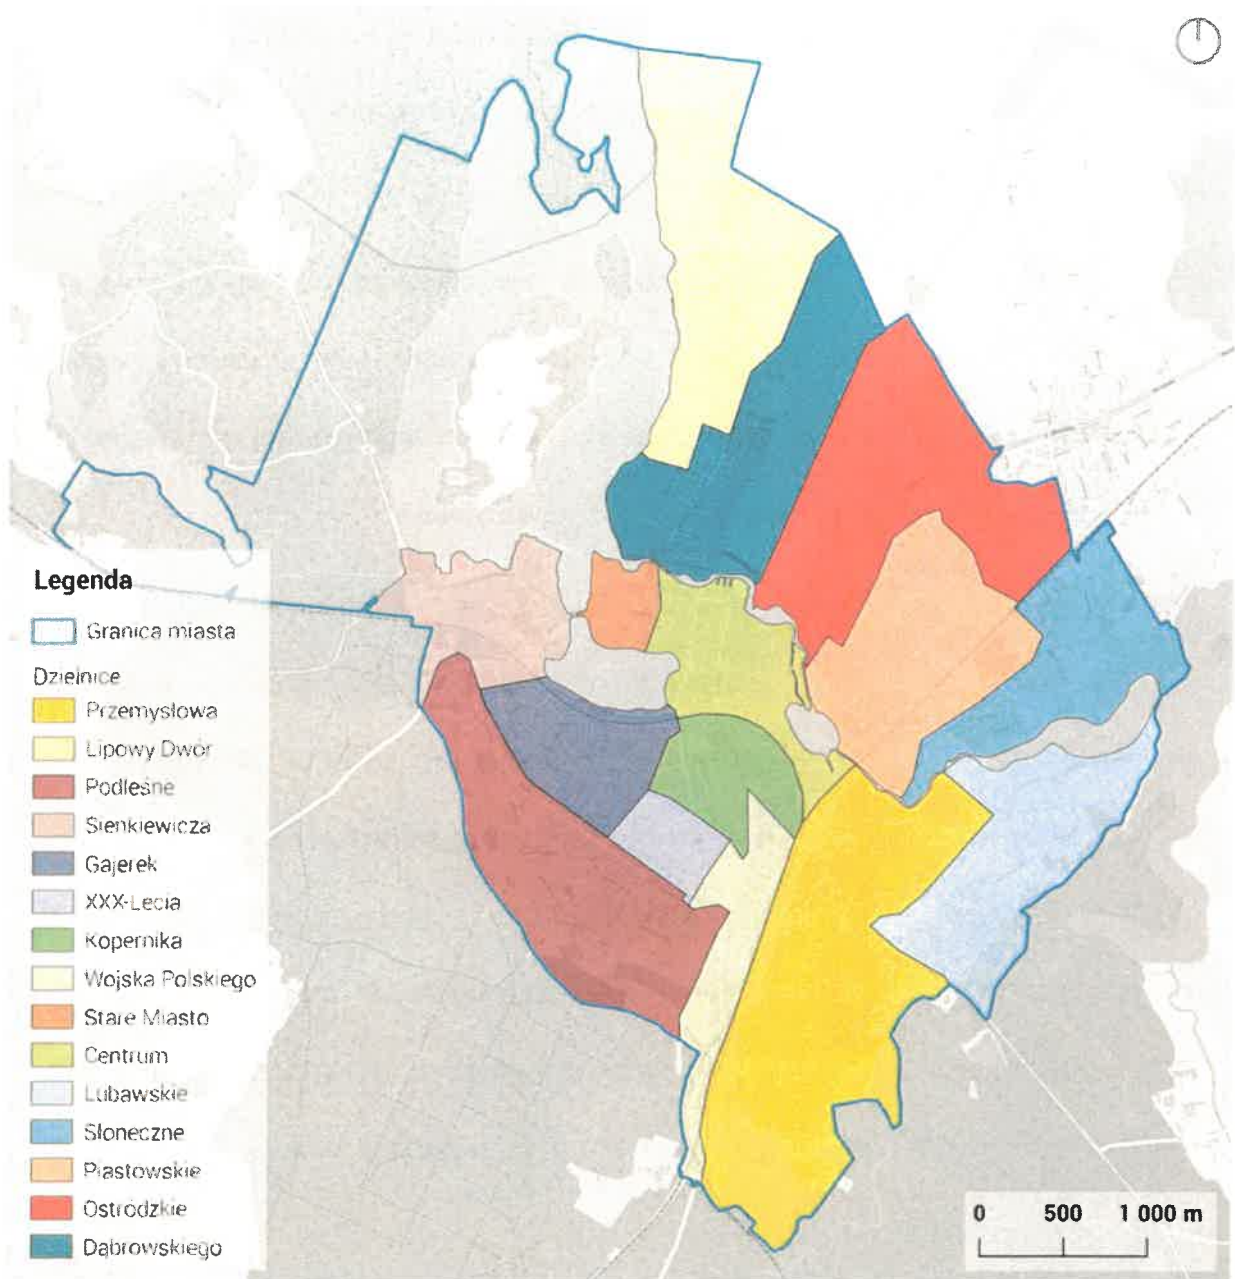 Legenda
Granica miasta
Dzielnice
Przemysłowa
Lipowy Dwór
Podleśne
Sienkiewicza
Gajerek
XXX-Lecia
Kopernika
Wojska Polskiego
Stare Miasto
Centrum
Lubawskie
Słoneczne
Piastowskie
Ostródzkie
Dąbrowskiego
0 500 1 000 m